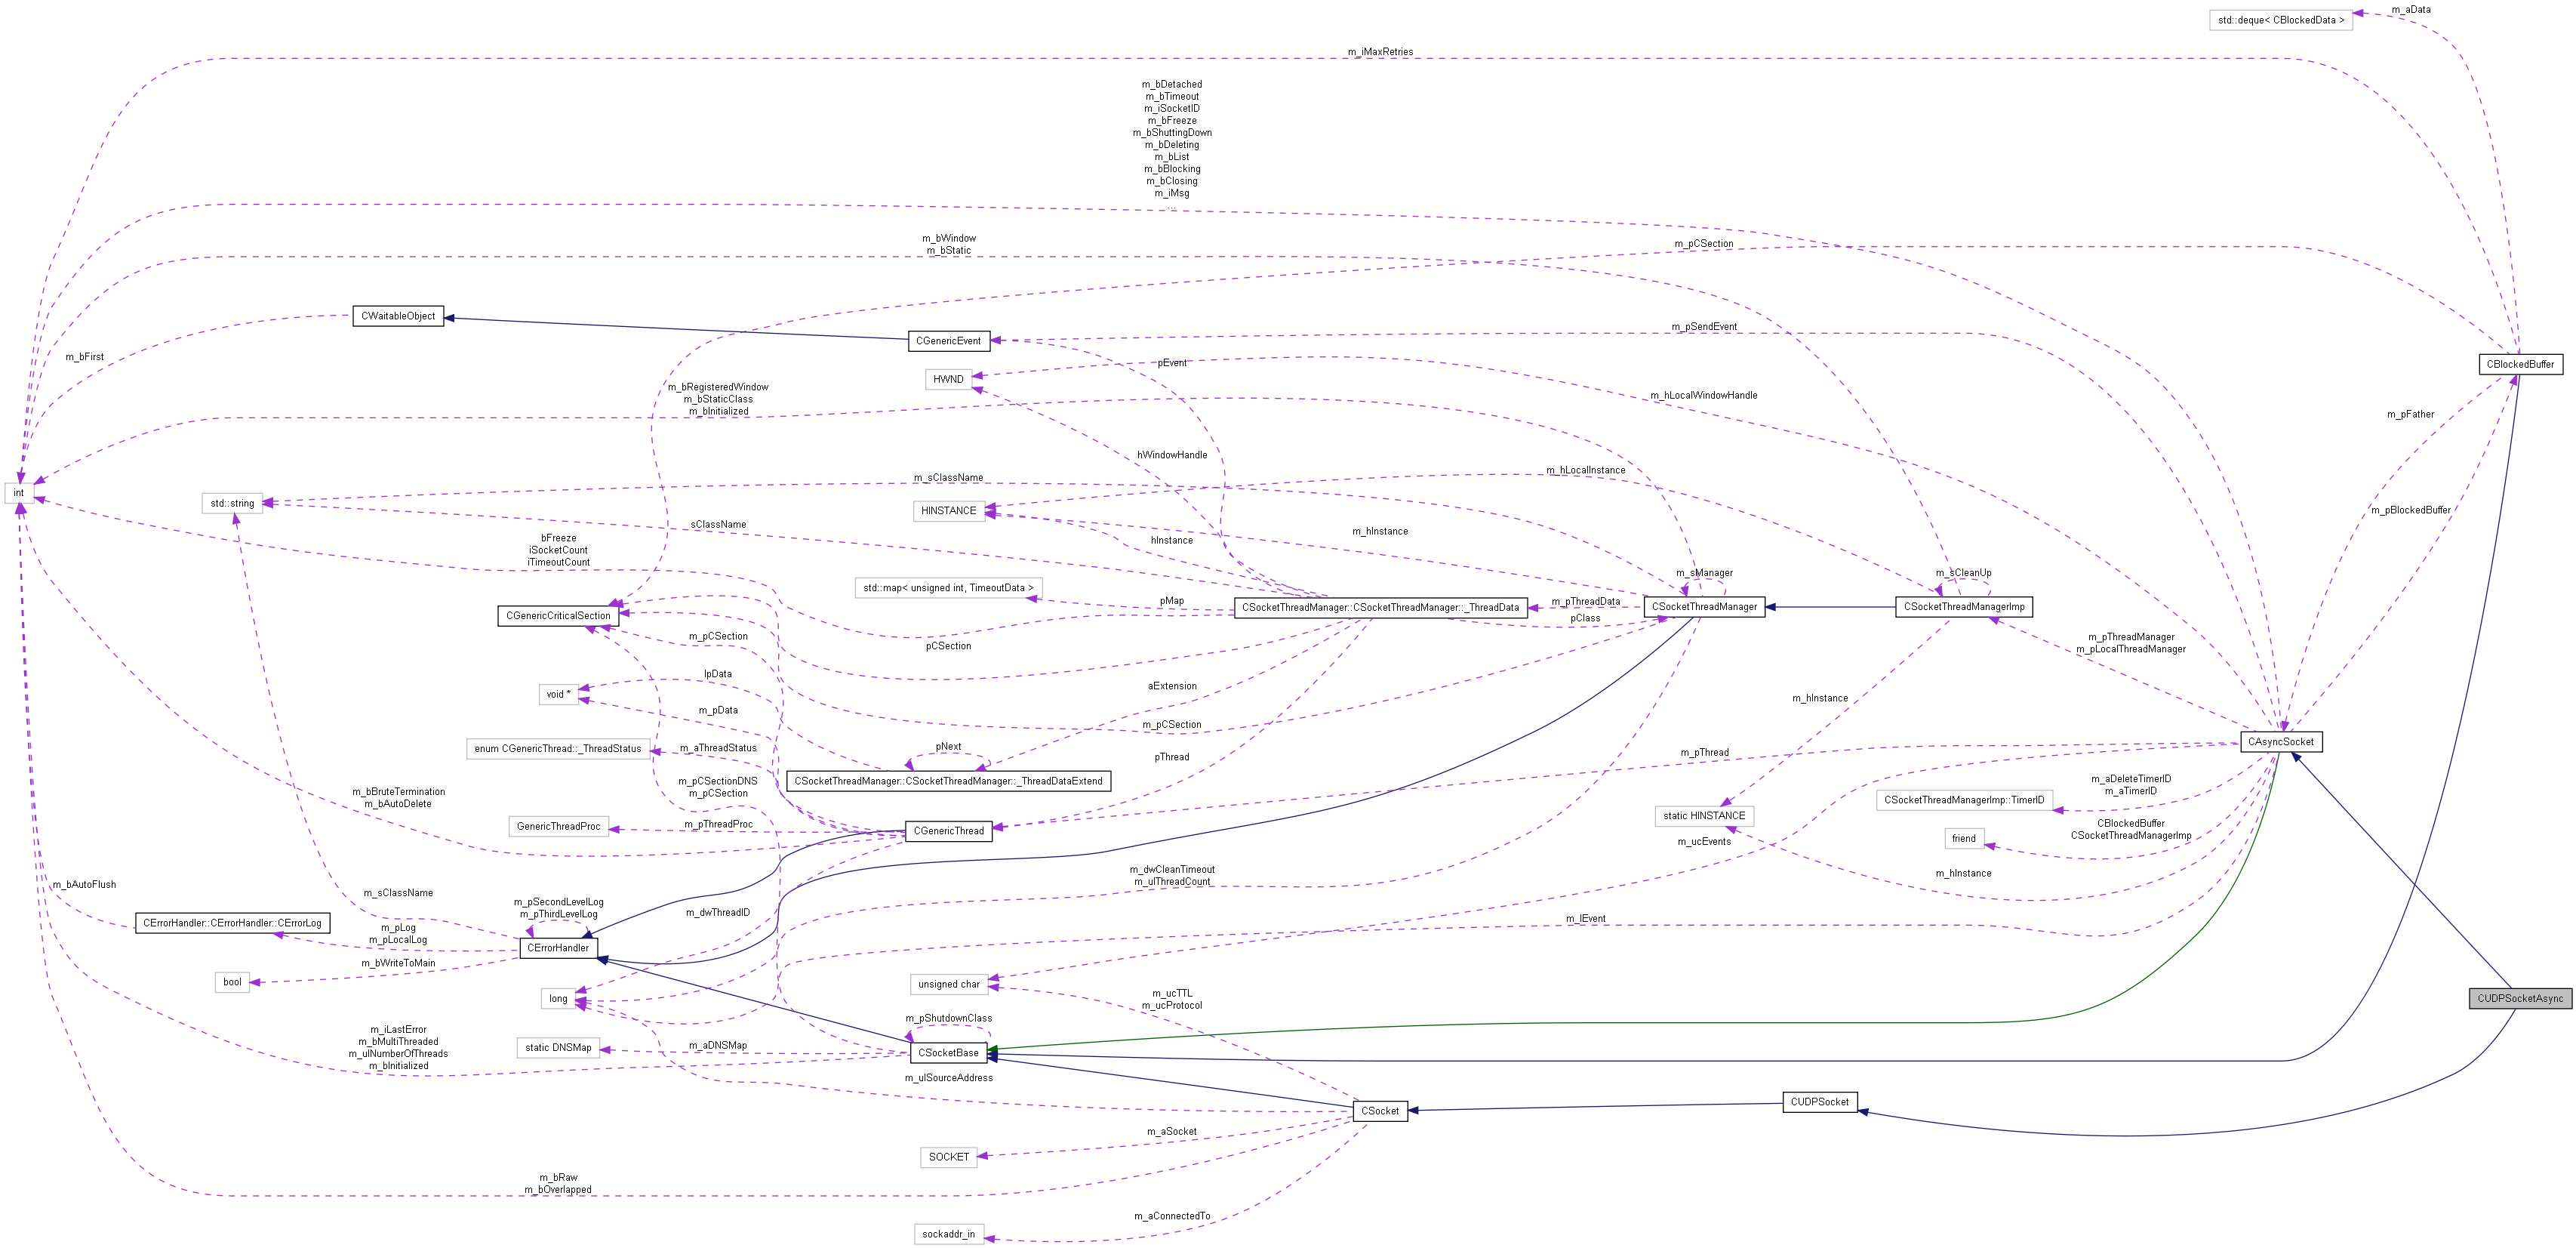 std::deque< CBlockedData >
m_aData
m_iMaxRetries
m_bDetached
m_bTimeout
m_iSocketID
m_bFreeze
m_bShuttingDown
m_bDeleting
m_bList
m_bBlocking
m_bClosing
m_iMsg
...
m_bWindow
m_bStatic
m_pCSection
CWaitableObject
m_pSendEvent
CGenericEvent
m_bFirst
pEvent
CBlockedBuffer
HWND
m_bRegisteredWindow
m_bStaticClass
m_bInitialized
m_hLocalWindowHandle
m_pFather
hWindowHandle
m_hLocalInstance
m_sClassName
int
std::string
HINSTANCE
m_pBlockedBuffer
sClassName
m_hInstance
bFreeze
iSocketCount
iTimeoutCount
hInstance
m_sManager
m_sCleanUp
std::map< unsigned int, TimeoutData >
pMap
CSocketThreadManager::CSocketThreadManager::_ThreadData
m_pThreadData
CSocketThreadManager
CSocketThreadManagerImp
CGenericCriticalSection
pClass
m_pCSection
pCSection
m_pThreadManager
m_pLocalThreadManager
lpData
void *
aExtension
m_hInstance
m_pData
m_pCSection
CAsyncSocket
enum CGenericThread::_ThreadStatus
m_aThreadStatus
pNext
pThread
m_pThread
m_pCSectionDNS
m_pCSection
CSocketThreadManager::CSocketThreadManager::_ThreadDataExtend
m_aDeleteTimerID
m_aTimerID
m_bBruteTermination
m_bAutoDelete
CSocketThreadManagerImp::TimerID
static HINSTANCE
GenericThreadProc
m_pThreadProc
CGenericThread
CBlockedBuffer
CSocketThreadManagerImp
friend
m_ucEvents
m_dwCleanTimeout
m_ulThreadCount
m_hInstance
m_bAutoFlush
m_sClassName
m_pSecondLevelLog
m_pThirdLevelLog
m_dwThreadID
m_lEvent
CErrorHandler::CErrorHandler::CErrorLog
m_pLog
m_pLocalLog
CErrorHandler
m_bWriteToMain
bool
unsigned char
long
m_ucTTL
m_ucProtocol
CUDPSocketAsync
m_pShutdownClass
m_iLastError
m_bMultiThreaded
m_ulNumberOfThreads
m_bInitialized
static DNSMap
m_aDNSMap
CSocketBase
m_ulSourceAddress
CSocket
CUDPSocket
m_aSocket
SOCKET
m_bRaw
m_bOverlapped
m_aConnectedTo
sockaddr_in